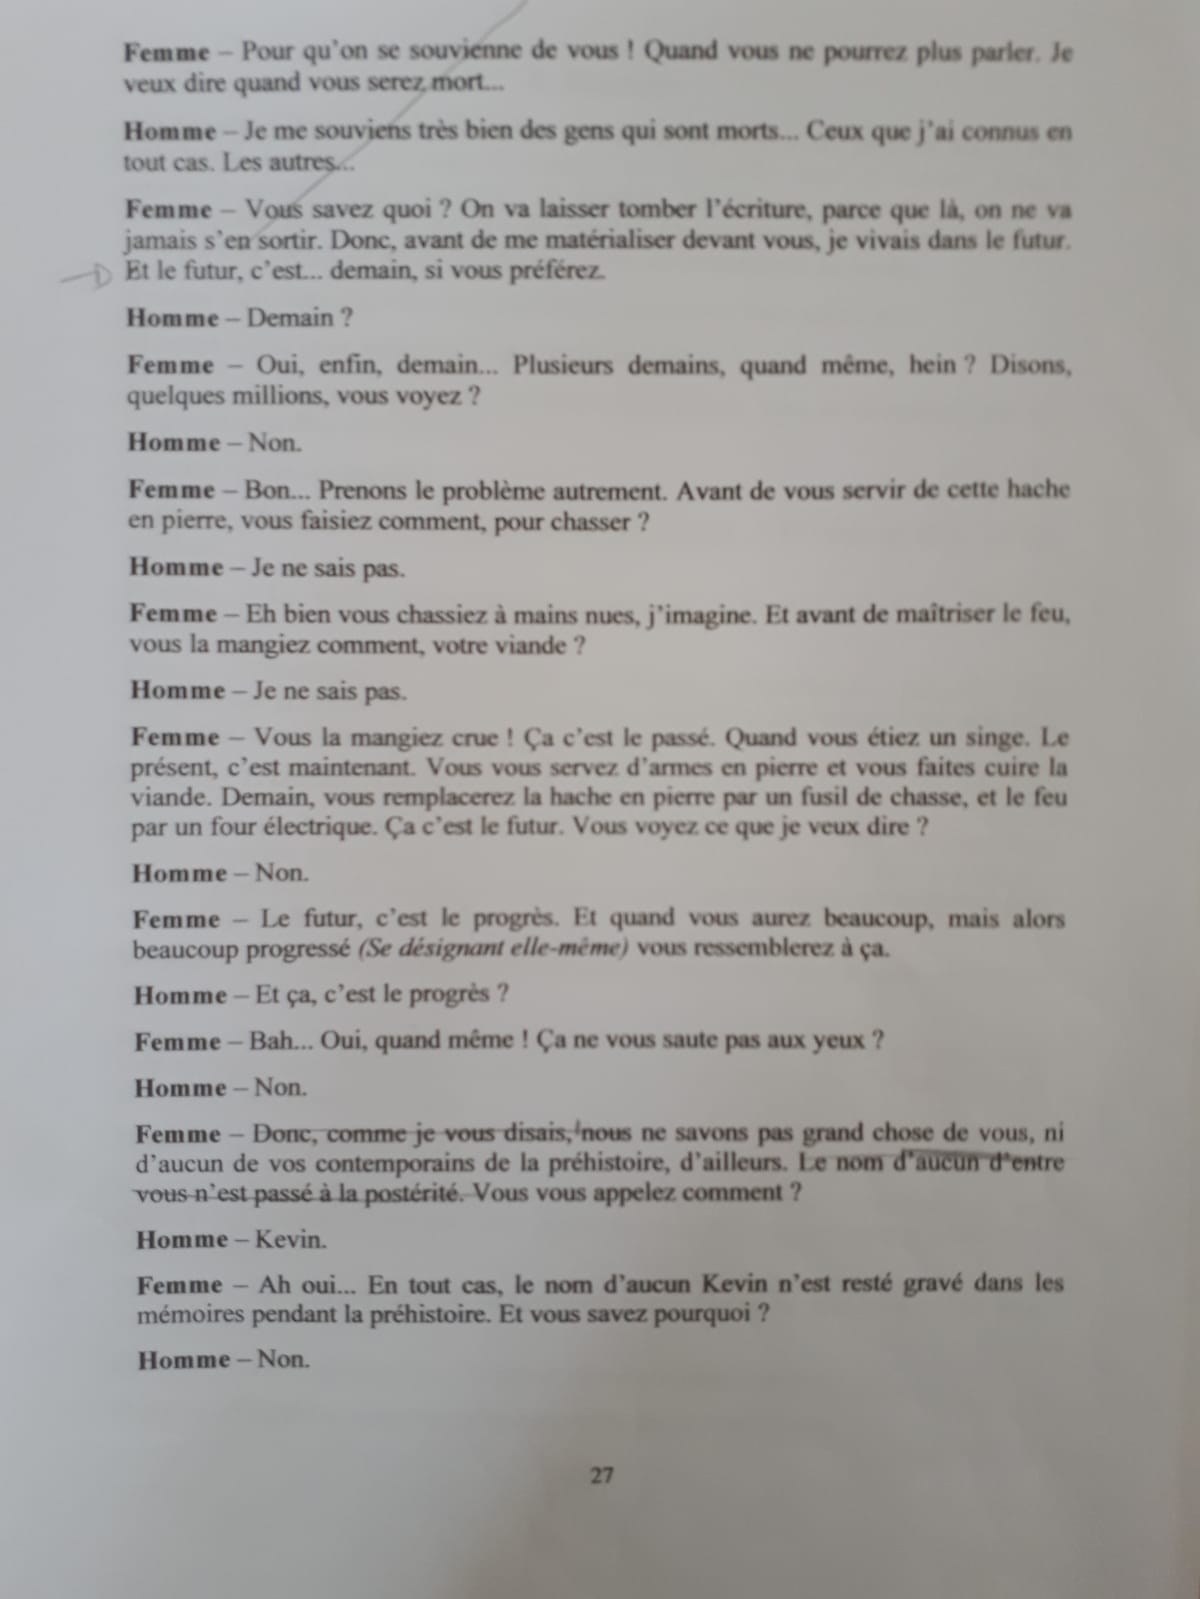 Femme – Pour qu'on se souvienne de vous ! Quand vous ne pourrez plus parler. Je
veux dire quand vous serez mort...
Homme – Je me souviens très bien des gens qui sont morts... Ceux que j'ai connus en
tout cas. Les autres...
Femme – Vous savez quoi ? On va laisser tomber l'écriture, parce que là, on ne va
jamais s'en sortir. Donc, avant de me matérialiser devant vous, je vivais dans le futur.
Et le futur, c'est... demain, si vous préférez.
Homme – Demain ?
Femme – Oui, enfin, demain... Plusieurs demains, quand même, hein ? Disons,
quelques millions, vous voyez ?
Homme – Non.
Femme – Bon... Prenons le problème autrement. Avant de vous servir de cette hache
en pierre, vous faisiez comment, pour chasser ?
Homme – Je ne sais pas.
Femme – Eh bien vous chassiez à mains nues, j'imagine. Et avant de maîtriser le feu,
vous la mangiez comment, votre viande ?
Homme – Je ne sais pas.
Femme – Vous la mangiez crue ! Ça c'est le passé. Quand vous étiez un singe. Le
présent, c'est maintenant. Vous vous servez d'armes en pierre et vous faites cuire la
viande. Demain, vous remplacerez la hache en pierre par un fusil de chasse, et le feu
par un four électrique. Ça c'est le futur. Vous voyez ce que je veux dire ?
Homme – Non.
Femme – Le futur, c'est le progrès. Et quand vous aurez beaucoup, mais alors
beaucoup progressé (Se désignant elle-même) vous ressemblerez à ça.
Homme – Et ça, c'est le progrès ?
Femme – Bah... Oui, quand même ! Ça ne vous saute pas aux yeux ?
Homme – Non.
Femme – Donc, comme je vous disais, nous ne savons pas grand chose de vous, ni
d'aucun de vos contemporains de la préhistoire, d'ailleurs. Le nom d'aucun d'entre
vous n'est passé à la postérité. Vous vous appelez comment ?
Homme – Kevin.
Femme – Ah oui... En tout cas, le nom d'aucun Kevin n'est resté gravé dans les
mémoires pendant la préhistoire. Et vous savez pourquoi ?
Homme – Non.
27